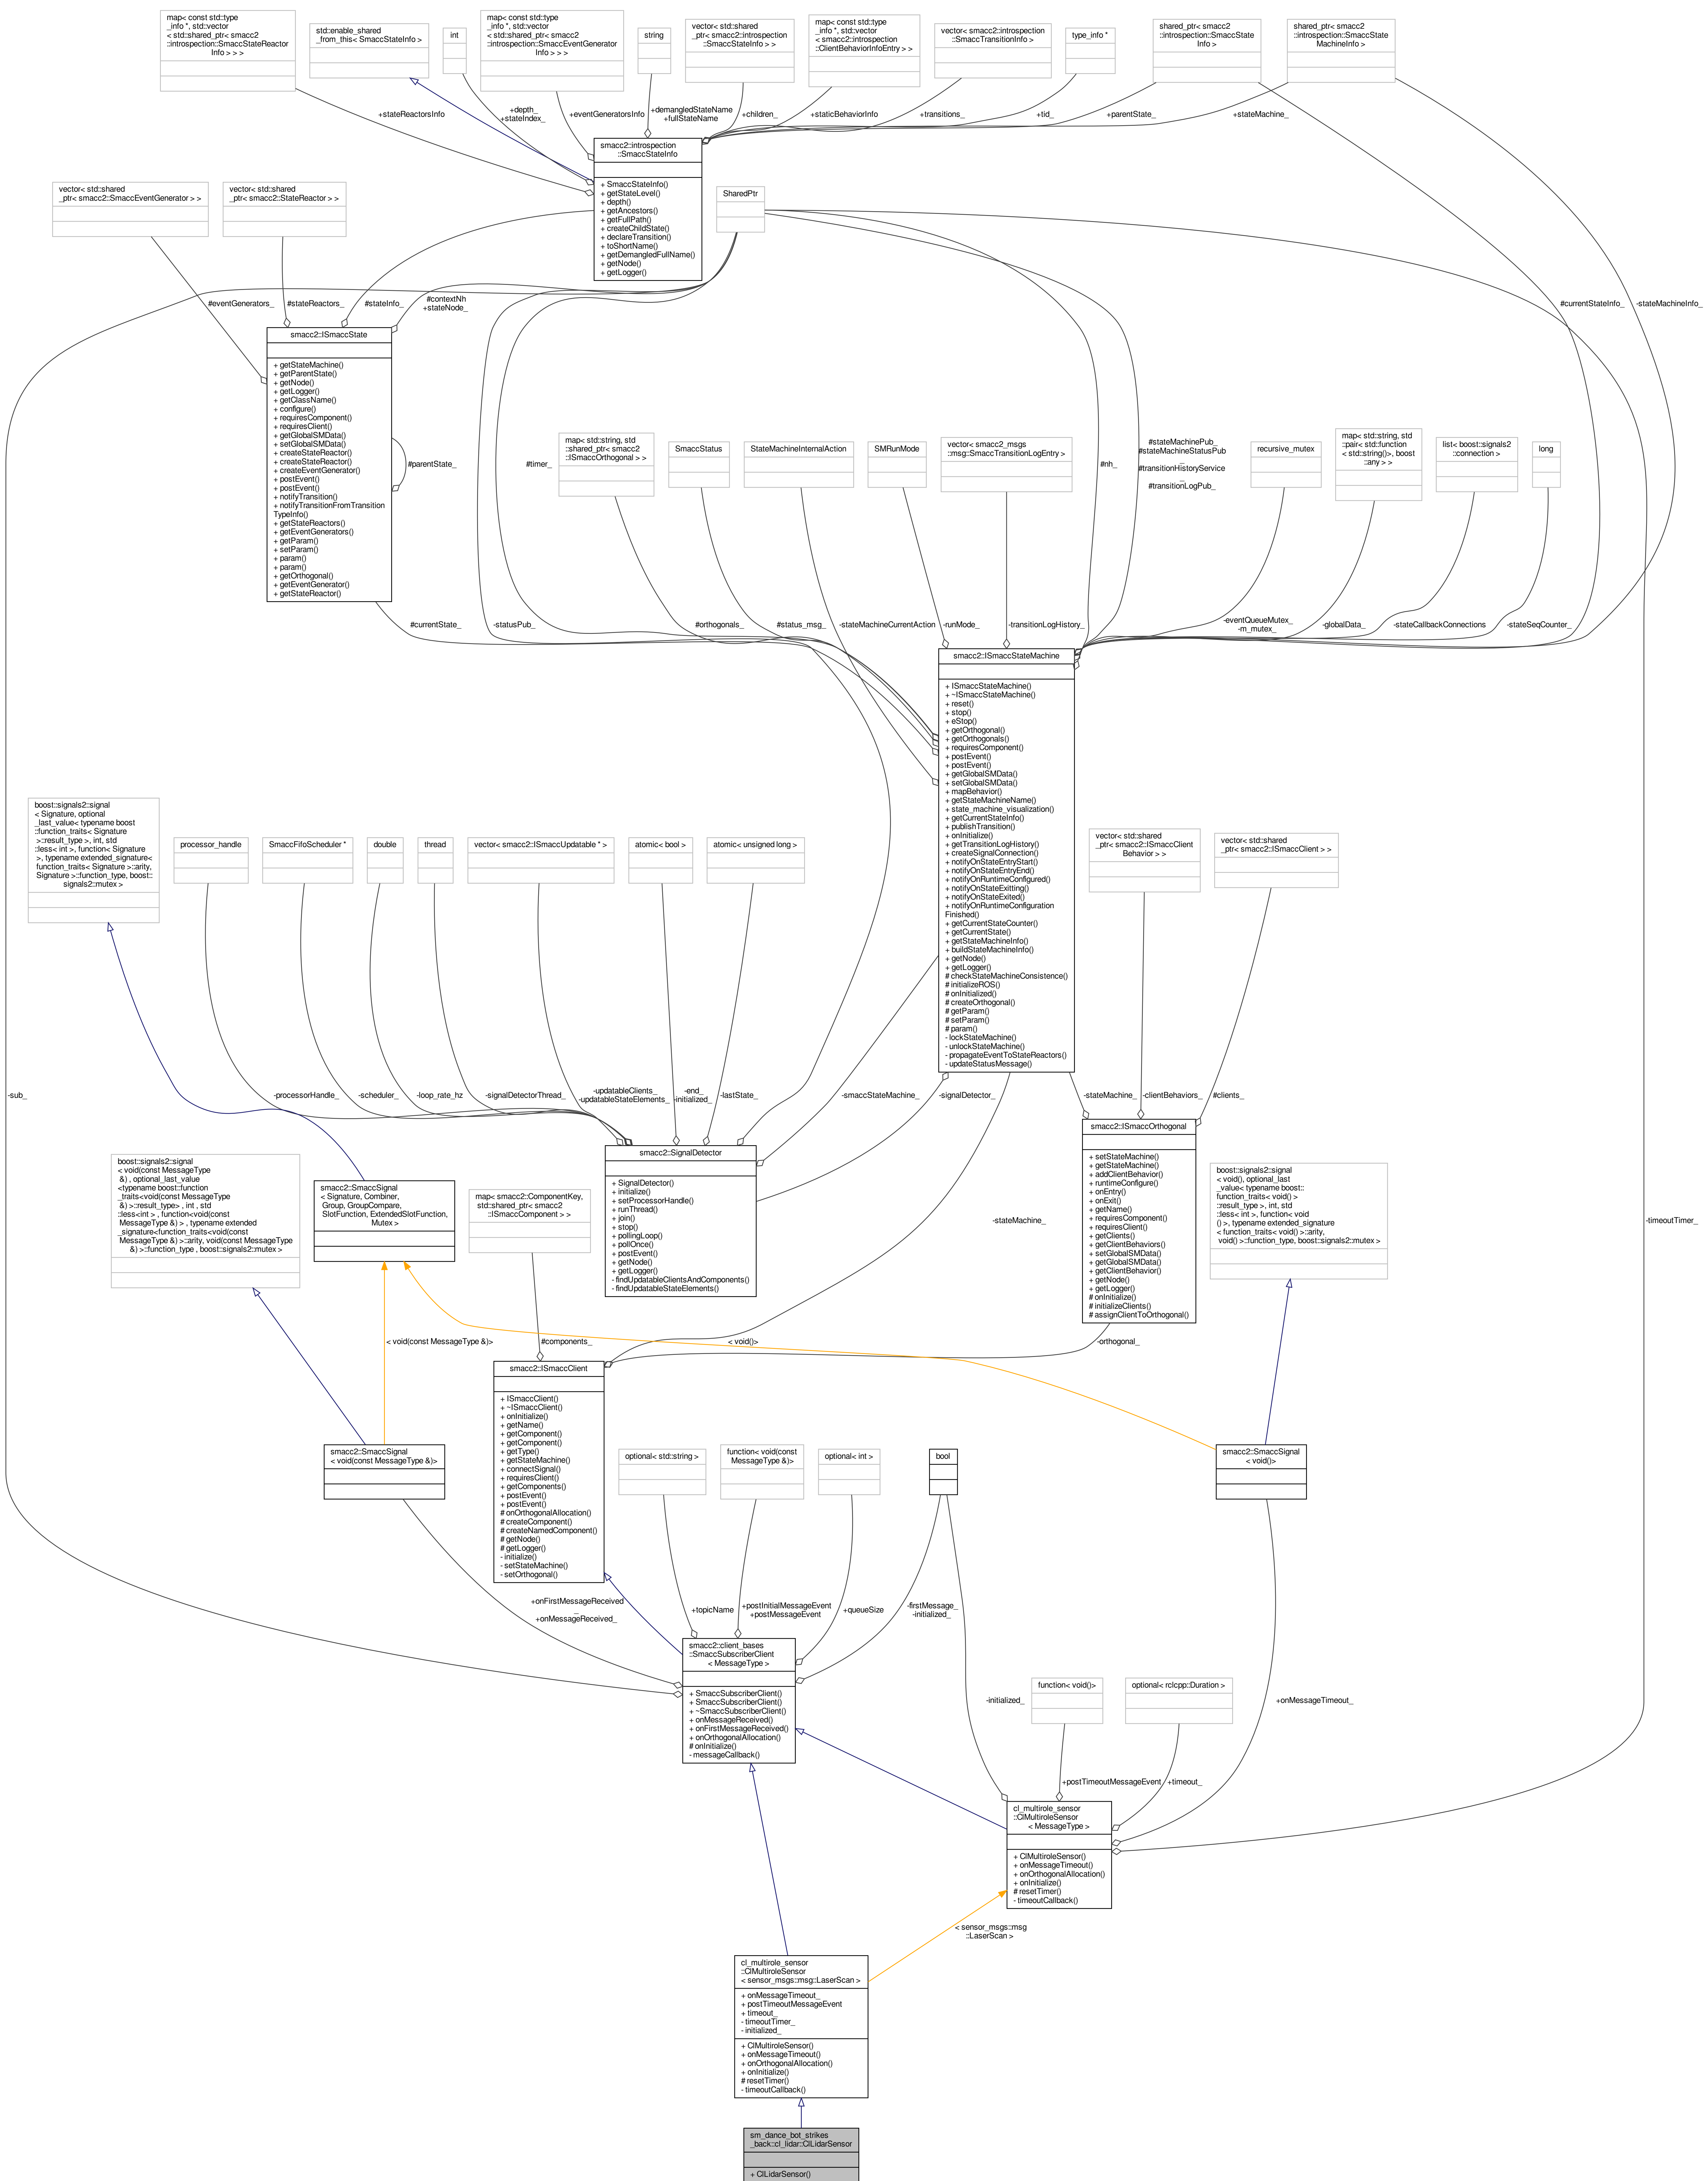 map< const std::type
_info *, std::vector
< std::shared_ptr< smacc2
::introspection::SmaccStateReactor
Info > > >
std::enable_shared
_from_this< SmaccStateInfo >
int
map< const std::type
_info *, std::vector
< std::shared_ptr< smacc2
::introspection::SmaccEventGenerator
Info > > >
string
vector< std::shared
_ptr< smacc2::introspection
::SmaccStateInfo > >
map< const std::type
_info *, std::vector
< smacc2::introspection
::ClientBehaviorInfoEntry > >
vector< smacc2::introspection
::SmaccTransitionInfo >
type_info *
shared_ptr< smacc2
::introspection::SmaccState
Info >
shared_ptr< smacc2
::introspection::SmaccState
MachineInfo >
+stateReactorsInfo
+depth_
+stateIndex_
+eventGeneratorsInfo
+demangledStateName
+fullStateName
+children_
+staticBehaviorInfo
+transitions_
+tid_
+parentState_
+stateMachine_
smacc2::introspection
::SmaccStateInfo
+ SmaccStateInfo()
+ getStateLevel()
+ depth()
+ getAncestors()
+ getFullPath()
+ createChildState()
+ declareTransition()
+ toShortName()
+ getDemangledFullName()
+ getNode()
+ getLogger()
vector< std::shared
_ptr< smacc2::SmaccEventGenerator > >
vector< std::shared
_ptr< smacc2::StateReactor > >
SharedPtr
#eventGenerators_
#stateReactors_
#stateInfo_
#contextNh
+stateNode_
#currentStateInfo_
-stateMachineInfo_
smacc2::ISmaccState
+ getStateMachine()
+ getParentState()
+ getNode()
+ getLogger()
+ getClassName()
+ configure()
+ requiresComponent()
+ requiresClient()
+ getGlobalSMData()
+ setGlobalSMData()
+ createStateReactor()
+ createStateReactor()
+ createEventGenerator()
+ postEvent()
+ postEvent()
+ notifyTransition()
+ notifyTransitionFromTransition
TypeInfo()
+ getStateReactors()
+ getEventGenerators()
+ getParam()
+ setParam()
+ param()
+ param()
+ getOrthogonal()
+ getEventGenerator()
+ getStateReactor()
#parentState_
#timer_
map< std::string, std
::shared_ptr< smacc2
::ISmaccOrthogonal > >
SmaccStatus
StateMachineInternalAction
SMRunMode
vector< smacc2_msgs
::msg::SmaccTransitionLogEntry >
#nh_
#stateMachinePub_
#stateMachineStatusPub
_
#transitionHistoryService
_
#transitionLogPub_
recursive_mutex
map< std::string, std
::pair< std::function
< std::string()>, boost
::any > >
list< boost::signals2
::connection >
long
#currentState_
-statusPub_
#orthogonals_
#status_msg_
-stateMachineCurrentAction
-runMode_
-transitionLogHistory_
-eventQueueMutex_
-m_mutex_
-globalData_
-stateCallbackConnections
-stateSeqCounter_
smacc2::ISmaccStateMachine
+ ISmaccStateMachine()
+ ~ISmaccStateMachine()
+ reset()
+ stop()
+ eStop()
+ getOrthogonal()
+ getOrthogonals()
+ requiresComponent()
+ postEvent()
+ postEvent()
+ getGlobalSMData()
+ setGlobalSMData()
+ mapBehavior()
+ getStateMachineName()
+ state_machine_visualization()
+ getCurrentStateInfo()
+ publishTransition()
+ onInitialize()
+ getTransitionLogHistory()
+ createSignalConnection()
+ notifyOnStateEntryStart()
+ notifyOnStateEntryEnd()
+ notifyOnRuntimeConfigured()
+ notifyOnStateExitting()
+ notifyOnStateExited()
+ notifyOnRuntimeConfiguration
Finished()
+ getCurrentStateCounter()
+ getCurrentState()
+ getStateMachineInfo()
+ buildStateMachineInfo()
+ getNode()
+ getLogger()
# checkStateMachineConsistence()
# initializeROS()
# onInitialized()
# createOrthogonal()
# getParam()
# setParam()
# param()
- lockStateMachine()
- unlockStateMachine()
- propagateEventToStateReactors()
- updateStatusMessage()
boost::signals2::signal
< Signature, optional
_last_value< typename boost
::function_traits< Signature
>::result_type >, int, std
::less< int >, function< Signature
>, typename extended_signature<
function_traits< Signature >::arity,
Signature >::function_type, boost::
signals2::mutex >
processor_handle
SmaccFifoScheduler *
double
thread
vector< smacc2::ISmaccUpdatable * >
atomic< bool >
atomic< unsigned long >
vector< std::shared
_ptr< smacc2::ISmaccClient
Behavior > >
vector< std::shared
_ptr< smacc2::ISmaccClient > >
-sub_
-processorHandle_
-scheduler_
-loop_rate_hz
-signalDetectorThread_
-updatableClients_
-updatableStateElements_
-end_
-initialized_
-lastState_
-smaccStateMachine_
-signalDetector_
-stateMachine_
-clientBehaviors_
#clients_
smacc2::SignalDetector
+ SignalDetector()
+ initialize()
+ setProcessorHandle()
+ runThread()
+ join()
+ stop()
+ pollingLoop()
+ pollOnce()
+ postEvent()
+ getNode()
+ getLogger()
- findUpdatableClientsAndComponents()
- findUpdatableStateElements()
smacc2::ISmaccOrthogonal
+ setStateMachine()
+ getStateMachine()
+ addClientBehavior()
+ runtimeConfigure()
+ onEntry()
+ onExit()
+ getName()
+ requiresComponent()
+ requiresClient()
+ getClients()
+ getClientBehaviors()
+ setGlobalSMData()
+ getGlobalSMData()
+ getClientBehavior()
+ getNode()
+ getLogger()
# onInitialize()
# initializeClients()
# assignClientToOrthogonal()
boost::signals2::signal
< void(const MessageType
&) , optional_last_value
<typename boost::function
_traits<void(const MessageType
&) >::result_type> , int , std
::less<int > , function<void(const
MessageType &) > , typename extended
_signature<function_traits<void(const
MessageType &) >::arity, void(const MessageType
&) >::function_type , boost::signals2::mutex >
smacc2::SmaccSignal
< Signature, Combiner,
Group, GroupCompare,
SlotFunction, ExtendedSlotFunction,
Mutex >
map< smacc2::ComponentKey,
std::shared_ptr< smacc2
::ISmaccComponent > >
boost::signals2::signal
< void(), optional_last
_value< typename boost::
function_traits< void() >
::result_type >, int, std
::less< int >, function< void
() >, typename extended_signature
< function_traits< void() >::arity,
void() >::function_type, boost::signals2::mutex >
-stateMachine_
-timeoutTimer_
< void(const MessageType &)>
#components_
< void()>
-orthogonal_
smacc2::ISmaccClient
+ ISmaccClient()
+ ~ISmaccClient()
+ onInitialize()
+ getName()
+ getComponent()
+ getComponent()
+ getType()
+ getStateMachine()
+ connectSignal()
+ requiresClient()
+ getComponents()
+ postEvent()
+ postEvent()
# onOrthogonalAllocation()
# createComponent()
# createNamedComponent()
# getNode()
# getLogger()
- initialize()
- setStateMachine()
- setOrthogonal()
smacc2::SmaccSignal
< void(const MessageType &)>
optional< std::string >
function< void(const
MessageType &)>
optional< int >
bool
smacc2::SmaccSignal
< void()>
+onFirstMessageReceived
_
+onMessageReceived_
+topicName
+postInitialMessageEvent
+postMessageEvent
+queueSize
-firstMessage_
-initialized_
smacc2::client_bases
::SmaccSubscriberClient
< MessageType >
+ SmaccSubscriberClient()
+ SmaccSubscriberClient()
+ ~SmaccSubscriberClient()
+ onMessageReceived()
+ onFirstMessageReceived()
+ onOrthogonalAllocation()
# onInitialize()
- messageCallback()
function< void()>
optional< rclcpp::Duration >
-initialized_
+onMessageTimeout_
+postTimeoutMessageEvent
+timeout_
cl_multirole_sensor
::ClMultiroleSensor
< MessageType >
+ ClMultiroleSensor()
+ onMessageTimeout()
+ onOrthogonalAllocation()
+ onInitialize()
# resetTimer()
- timeoutCallback()
< sensor_msgs::msg
::LaserScan >
cl_multirole_sensor
::ClMultiroleSensor
< sensor_msgs::msg::LaserScan >
+ onMessageTimeout_
+ postTimeoutMessageEvent
+ timeout_
- timeoutTimer_
- initialized_
+ ClMultiroleSensor()
+ onMessageTimeout()
+ onOrthogonalAllocation()
+ onInitialize()
# resetTimer()
- timeoutCallback()
sm_dance_bot_strikes
_back::cl_lidar::ClLidarSensor
+ ClLidarSensor()